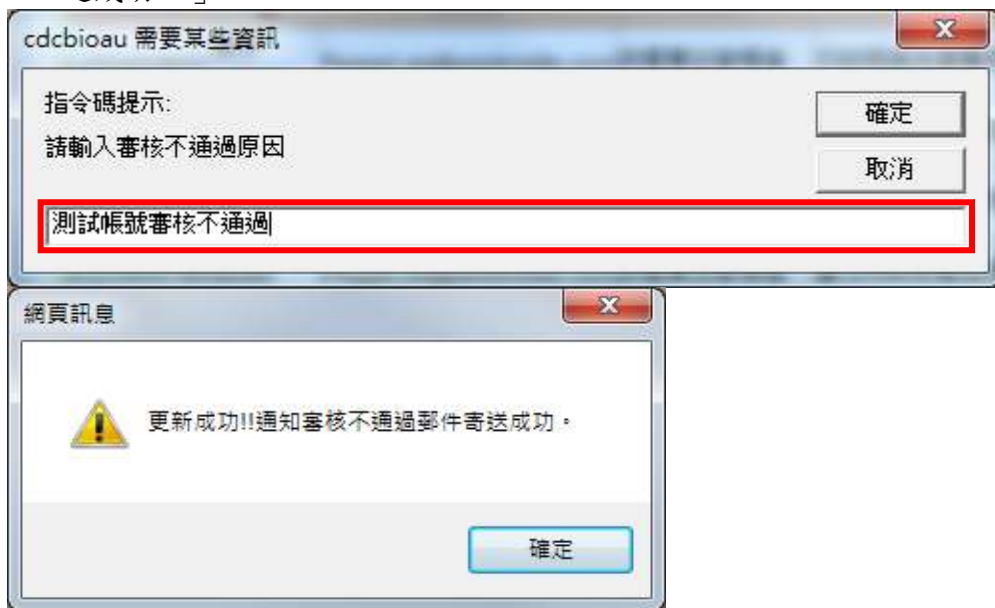 cdcbioau 需要某些資訊
指令碼提示:
請輸入審核不通過原因
確定
取消
測試帳號審核不通過
網頁訊息
更新成功!!通知審核不通過郵件寄送成功。
確定